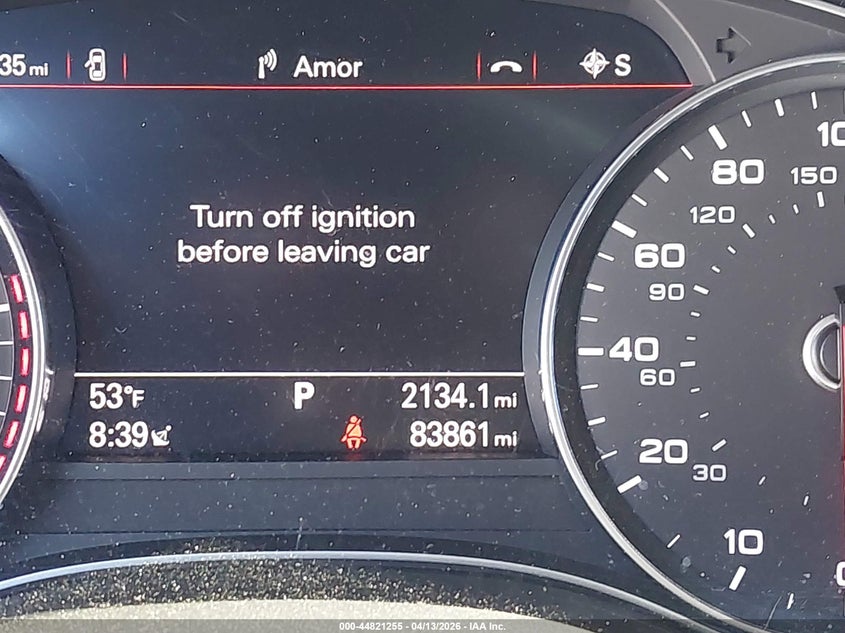 35 mi Amor S
Turn off ignition
before leaving car
53°F P 2134.1 mi
8:39 83861 mi
80 150
120
60
90
40
60
20
30
10
000-44821255 - 04/13/2026 - IAA Inc.